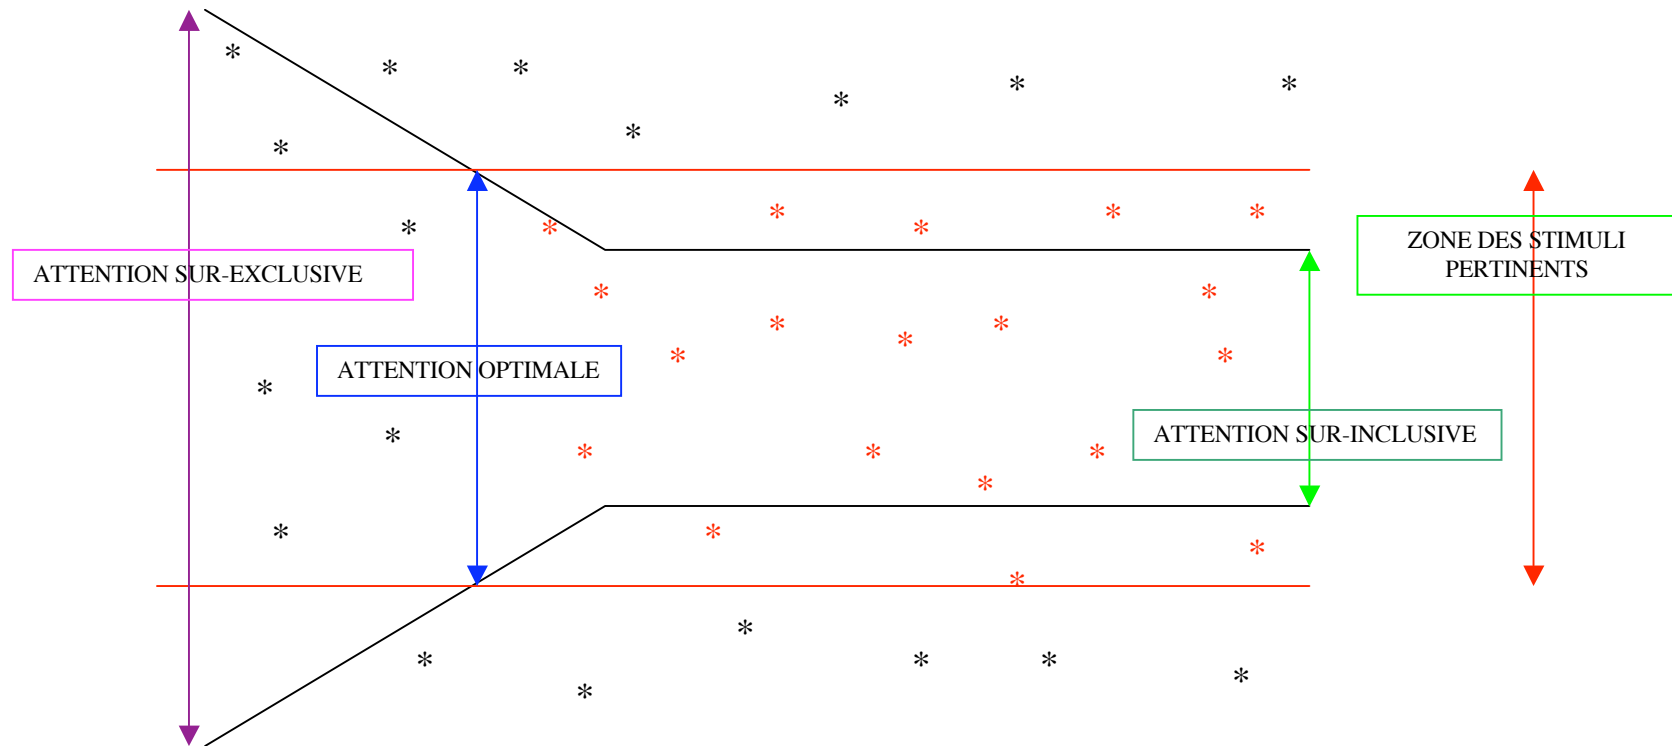 ZONE DES STIMULI
PERTINENTS
ATTENTION SUR-EXCLUSIVE
ATTENTION OPTIMALE
ATTENTION SUR-INCLUSIVE